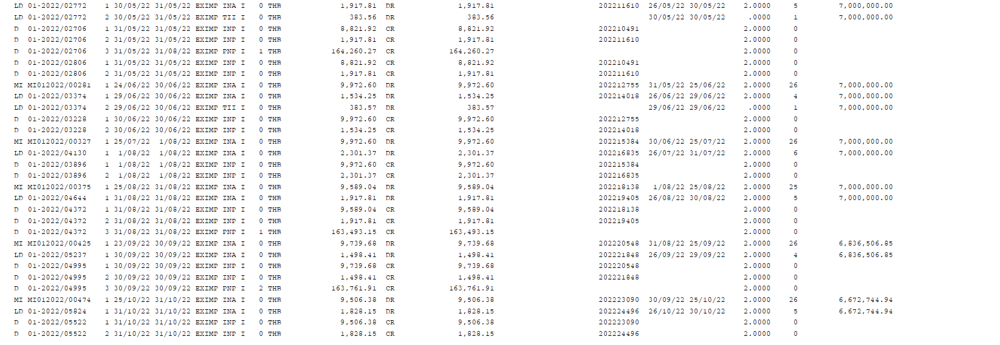 LD 01-2022/02772 1 30/05/22 31/05/22 EXIMP INA I 0 THB 1,917.81 DR 1,917.81 202211610 26/05/22 30/05/22 2.0000 5 7,000,000.00
LD 01-2022/02772 2 30/05/22 31/05/22 EXIMP TII I 0 THB 383.56 DR 383.56 30/05/22 30/05/22 .0000 1 7,000,000.00
D 01-2022/02706 1 31/05/22 31/05/22 EXIMP INP I 0 THB 8,821.92 CR 8,821.92 202210491 2.0000 0
D 01-2022/02706 2 31/05/22 31/05/22 EXIMP INP I 0 THB 1,917.81 CR 1,917.81 202211610 2.0000 0
D 01-2022/02706 3 31/05/22 31/08/22 EXIMP PNP I 1 THB 164,260.27 CR 164,260.27 2.0000 0
D 01-2022/02806 1 31/05/22 31/05/22 EXIMP INP I 0 THB 8,821.92 CR 8,821.92 202210491 2.0000 0
D 01-2022/02806 2 31/05/22 31/05/22 EXIMP INP I 0 THB 1,917.81 CR 1,917.81 202211610 2.0000 0
MI MI012022/00281 1 24/06/22 30/06/22 EXIMP INA I 0 THB 9,972.60 DR 9,972.60 202212755 31/05/22 25/06/22 2.0000 26 7,000,000.00
LD 01-2022/03374 1 29/06/22 30/06/22 EXIMP INA I 0 THB 1,534.25 DR 1,534.25 202214018 26/06/22 29/06/22 2.0000 4 7,000,000.00
LD 01-2022/03374 2 29/06/22 30/06/22 EXIMP TII I 0 THB 383.57 DR 383.57 29/06/22 29/06/22 .0000 1 7,000,000.00
D 01-2022/03228 1 30/06/22 30/06/22 EXIMP INP I 0 THB 9,972.60 CR 9,972.60 202212755 2.0000 0
D 01-2022/03228 2 30/06/22 30/06/22 EXIMP INP I 0 THB 1,534.25 CR 1,534.25 202214018 2.0000 0
MI MI012022/00327 1 25/07/22 1/08/22 EXIMP INA I 0 THB 9,972.60 DR 9,972.60 202215384 30/06/22 25/07/22 2.0000 26 7,000,000.00
LD 01-2022/04130 1 1/08/22 1/08/22 EXIMP INA I 0 THB 2,301.37 DR 2,301.37 202216835 26/07/22 31/07/22 2.0000 6 7,000,000.00
D 01-2022/03896 1 1/08/22 1/08/22 EXIMP INP I 0 THB 9,972.60 CR 9,972.60 202215384 2.0000 0
D 01-2022/03896 2 1/08/22 1/08/22 EXIMP INP I 0 THB 2,301.37 CR 2,301.37 202216835 2.0000 0
MI MI012022/00375 1 25/08/22 31/08/22 EXIMP INA I 0 THB 9,589.04 DR 9,589.04 202218138 1/08/22 25/08/22 2.0000 25 7,000,000.00
LD 01-2022/04644 1 31/08/22 31/08/22 EXIMP INA I 0 THB 1,917.81 DR 1,917.81 202219405 26/08/22 30/08/22 2.0000 5 7,000,000.00
D 01-2022/04372 1 31/08/22 31/08/22 EXIMP INP I 0 THB 9,589.04 CR 9,589.04 202218138 2.0000 0
D 01-2022/04372 2 31/08/22 31/08/22 EXIMP INP I 0 THB 1,917.81 CR 1,917.81 202219405 2.0000 0
D 01-2022/04372 3 31/08/22 31/08/22 EXIMP PNP I 1 THB 163,493.15 CR 163,493.15 2.0000 0
MI MI012022/00425 1 23/09/22 30/09/22 EXIMP INA I 0 THB 9,739.68 DR 9,739.68 202220548 31/08/22 25/09/22 2.0000 26 6,836,506.85
LD 01-2022/05237 1 30/09/22 30/09/22 EXIMP INA I 0 THB 1,498.41 DR 1,498.41 202221848 26/09/22 29/09/22 2.0000 4 6,836,506.85
D 01-2022/04995 1 30/09/22 30/09/22 EXIMP INP I 0 THB 9,739.68 CR 9,739.68 202220548 2.0000 0
D 01-2022/04995 2 30/09/22 30/09/22 EXIMP INP I 0 THB 1,498.41 CR 1,498.41 202221848 2.0000 0
D 01-2022/04995 3 30/09/22 30/09/22 EXIMP PNP I 2 THB 163,761.91 CR 163,761.91 2.0000 0
MI MI012022/00474 1 25/10/22 31/10/22 EXIMP INA I 0 THB 9,506.38 DR 9,506.38 202223090 30/09/22 25/10/22 2.0000 26 6,672,744.94
LD 01-2022/05824 1 31/10/22 31/10/22 EXIMP INA I 0 THB 1,828.15 DR 1,828.15 202224496 26/10/22 30/10/22 2.0000 5 6,672,744.94
D 01-2022/05522 1 31/10/22 31/10/22 EXIMP INP I 0 THB 9,506.38 CR 9,506.38 202223090 2.0000 0
D 01-2022/05522 2 31/10/22 31/10/22 EXIMP INP I 0 THB 1,828.15 CR 1,828.15 202224496 2.0000 0